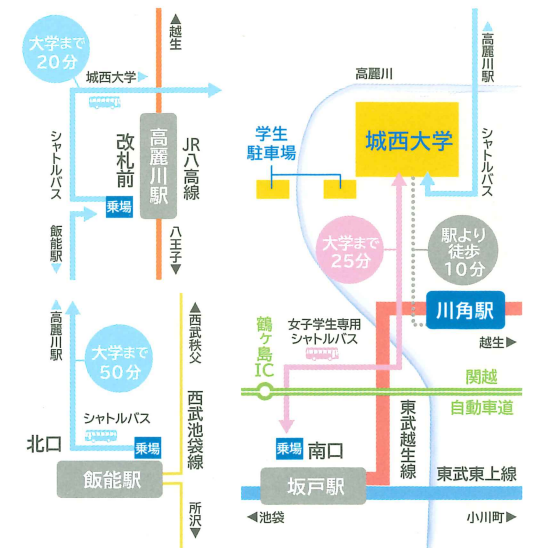 大学まで
20分
▲越生
城西大学▶
シャトルバス
改札前
高麗川駅
JR八高線
乗場
▲飯能駅
八王子▼
▲高麗川駅
大学まで
50分
シャトルバス
北口
乗場
飯能駅
▲西武秩父
西武池袋線
所沢▼
高麗川
▲高麗川駅
城西大学
シャトルバス
学生
駐車場
大学まで
25分
駅より
徒歩
10分
川角駅
越生▶
女子学生専用
シャトルバス
鶴ヶ島
IC
関越
自動車道
東武越生線
乗場
南口
坂戸駅
東武東上線
◀池袋
小川町▶